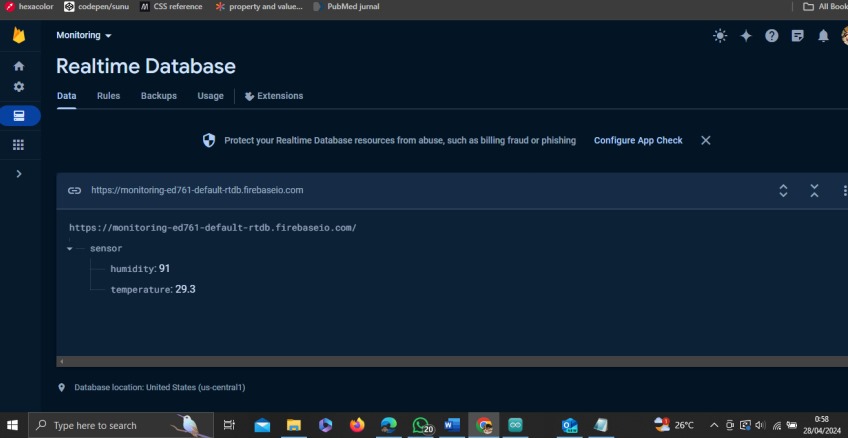 hexacolor codepen/sunu CSS reference property and value... PubMed jurnal All Book
Monitoring
Realtime Database
Data Rules Backups Usage Extensions
Protect your Realtime Database resources from abuse, such as billing fraud or phishing Configure App Check
https://monitoring-ed761-default-rtdb.firebaseio.com
https://monitoring-ed761-default-rtdb.firebaseio.com/
sensor
humidity: 91
temperature: 29.3
Database location: United States (us-central1)
Type here to search 20 26°C 0:58
28/04/2024